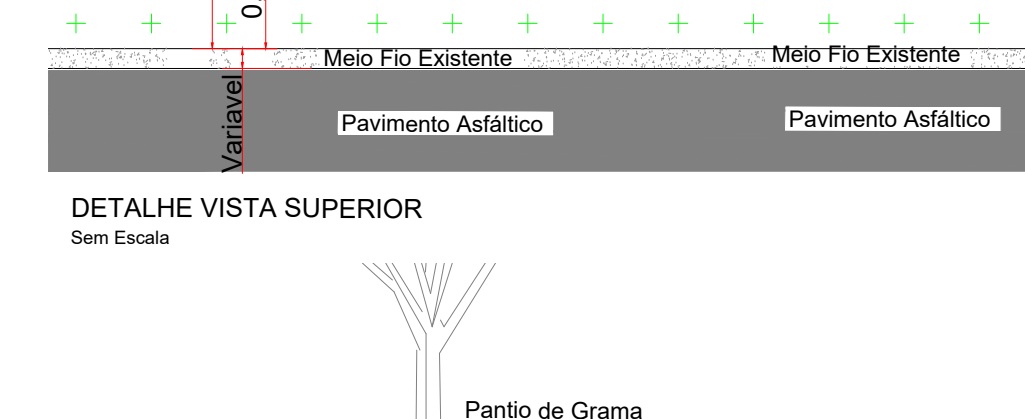 0,
Meio Fio Existente
Meio Fio Existente
Variavel
Pavimento Asfáltico
Pavimento Asfáltico
DETALHE VISTA SUPERIOR
Sem Escala
Pantio de Grama